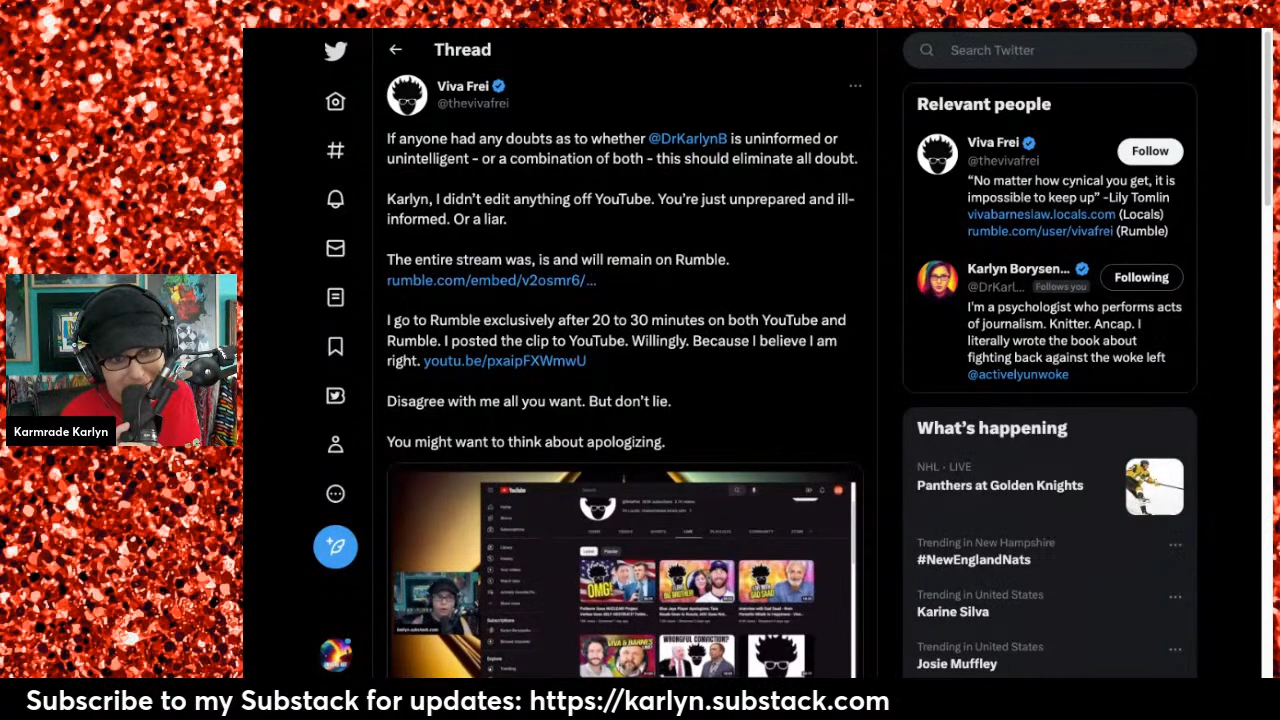 Thread
Search Twitter
Viva Frei
@thevivafrei
If anyone had any doubts as to whether @DrKarlynB is uninformed or
unintelligent - or a combination of both - this should eliminate all doubt.
Karlyn, I didn't edit anything off YouTube. You're just unprepared and ill-
informed. Or a liar.
The entire stream was, is and will remain on Rumble.
rumble.com/embed/v2osmr6/...
I go to Rumble exclusively after 20 to 30 minutes on both YouTube and
Rumble. I posted the clip to YouTube. Willingly. Because I believe I am
right. youtu.be/pxaipFXWmwU
Disagree with me all you want. But don't lie.
You might want to think about apologizing.
YouTube
OMG!
VIVA & BARNES
WRONGFUL CONVICTION?
Relevant people
Viva Frei
@thevivafrei
Follow
“No matter how cynical you get, it is
impossible to keep up” -Lily Tomlin
vivabarneslaw.locals.com (Locals)
rumble.com/user/vivafrei (Rumble)
Karlyn Borysen...
@DrKarl... Follows you
Following
I'm a psychologist who performs acts
of journalism. Knitter. Ancap. I
literally wrote the book about
fighting back against the woke left
@activelyunwoke
What's happening
NHL · LIVE
Panthers at Golden Knights
Trending in New Hampshire
#NewEnglandNats
Trending in United States
Karine Silva
Trending in United States
Josie Muffley
Karmrade Karlyn
Subscribe to my Substack for updates: https://karlyn.substack.com